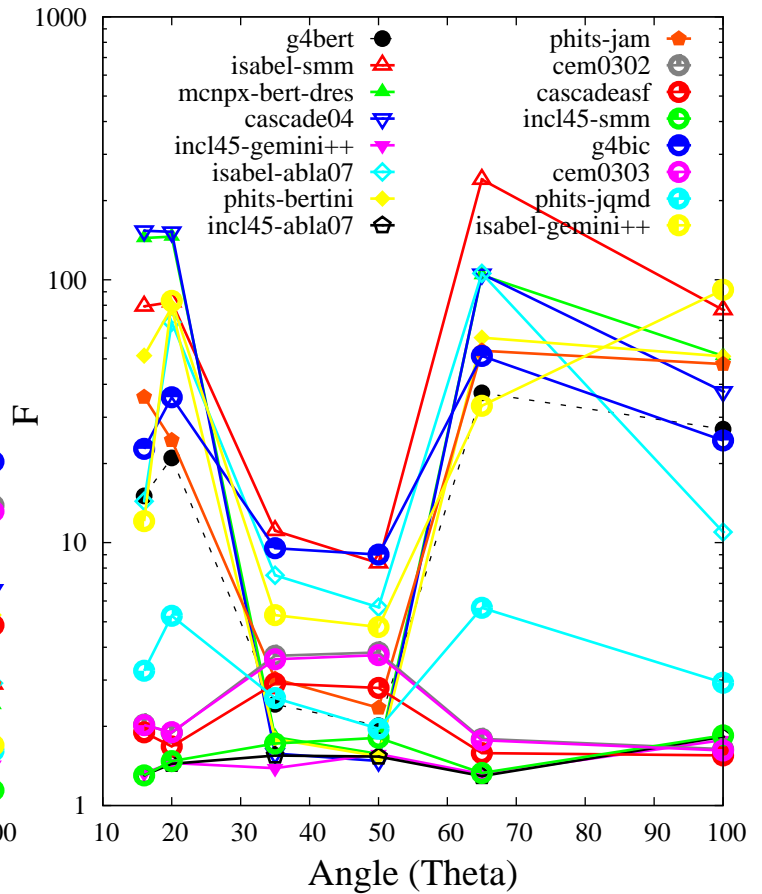 1000
100
10
1
F
g4bert
isabel-smm
mcnpx-bert-dres
cascade04
incl45-gemini++
isabel-abla07
phits-bertini
incl45-abla07
phits-jam
cem0302
cascadeasf
incl45-smm
g4bic
cem0303
phits-jqmd
isabel-gemini++
00
10 20 30 40 50 60 70 80 90 100
Angle (Theta)